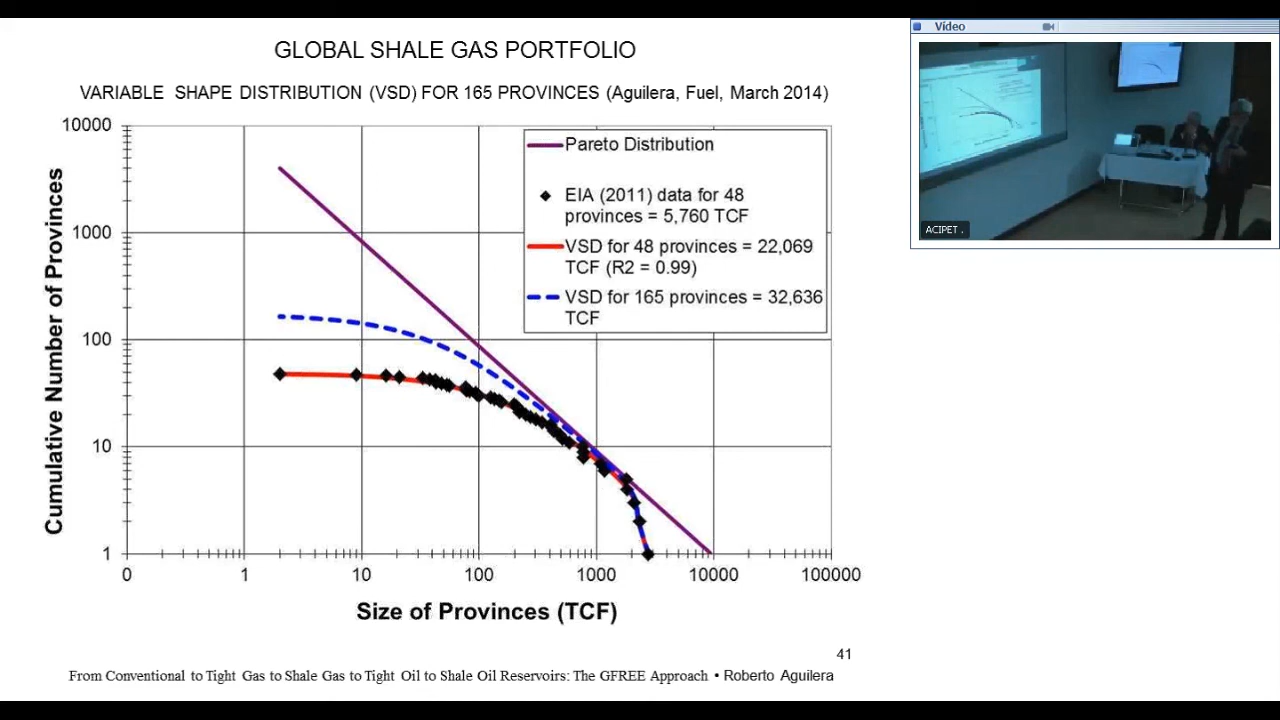 GLOBAL SHALE GAS PORTFOLIO
VARIABLE SHAPE DISTRIBUTION (VSD) FOR 165 PROVINCES (Aguilera, Fuel, March 2014)
Cumulative Number of Provinces
10000
1000
100
10
1
Pareto Distribution
EIA (2011) data for 48
provinces = 5,760 TCF
VSD for 48 provinces = 22,069
TCF (R2 = 0.99)
VSD for 165 provinces = 32,636
TCF
0 1 10 100 1000 10000 100000
Size of Provinces (TCF)
41
From Conventional to Tight Gas to Shale Gas to Tight Oil to Shale Oil Reservoirs: The GFREE Approach • Roberto Aguilera
Vídeo
ACIPET .